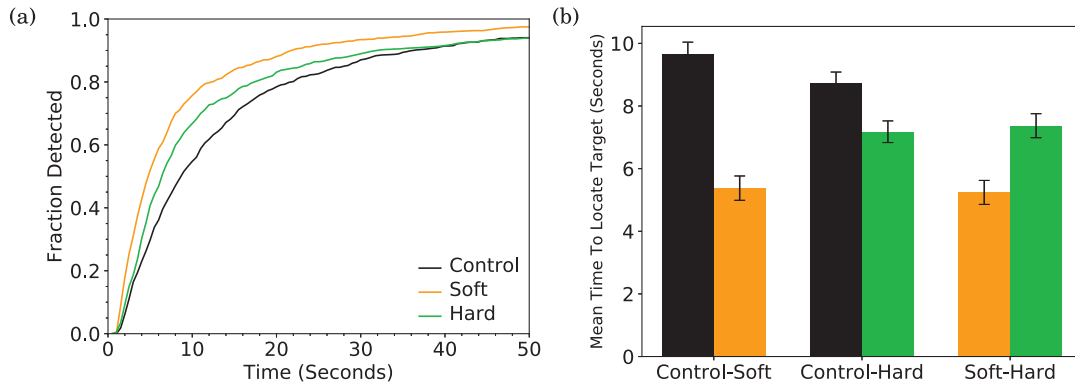 (a)
1.0
0.8
0.6
0.4
0.2
0.0
Fraction Detected
Control
Soft
Hard
0 10 20 30 40 50
Time (Seconds)
(b)
10
8
6
4
2
0
Mean Time To Locate Target (Seconds)
Control-Soft Control-Hard Soft-Hard